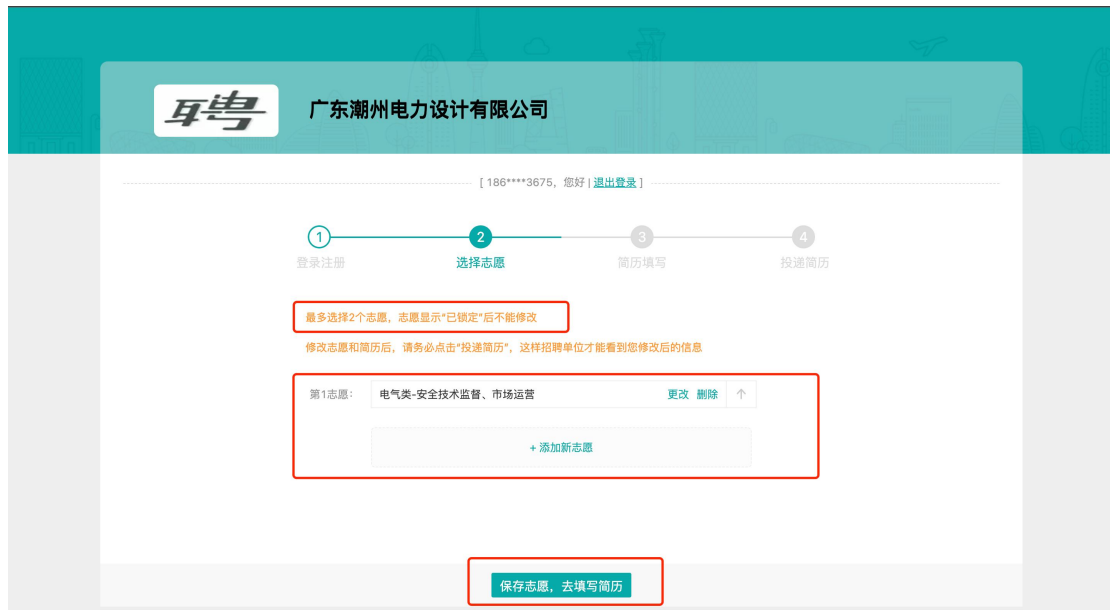 聘
广东潮州电力设计有限公司
[ 186****3675，您好 | 退出登录 ]
1 2 3 4
登录注册 选择志愿 简历填写 投递简历
最多选择2个志愿，志愿显示“已锁定”后不能修改
修改志愿和简历后，请务必点击“投递简历”，这样招聘单位才能看到您修改后的信息
第1志愿： 电气类-安全技术监督、市场运营 更改 删除 ↑
+ 添加新志愿
保存志愿，去填写简历